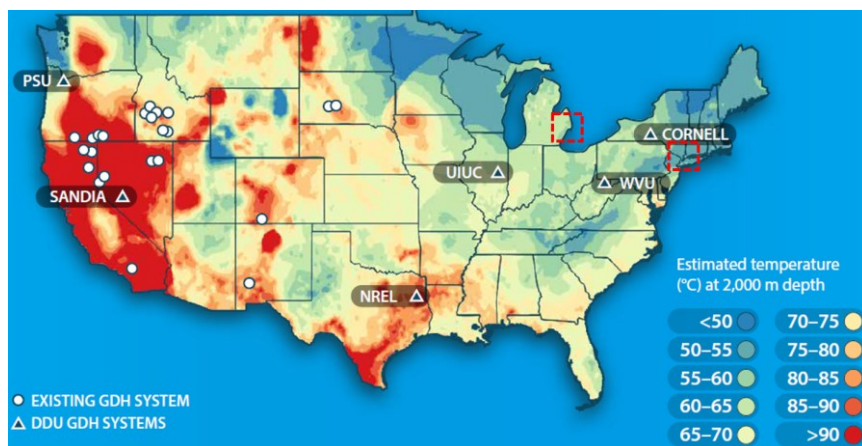 PSU
CORNELL
UIUC
WVU
SANDIA
NREL
Estimated temperature
(°C) at 2,000 m depth
<50 70–75
50–55 75–80
55–60 80–85
60–65 85–90
65–70 >90
EXISTING GDH SYSTEM
DDU GDH SYSTEMS